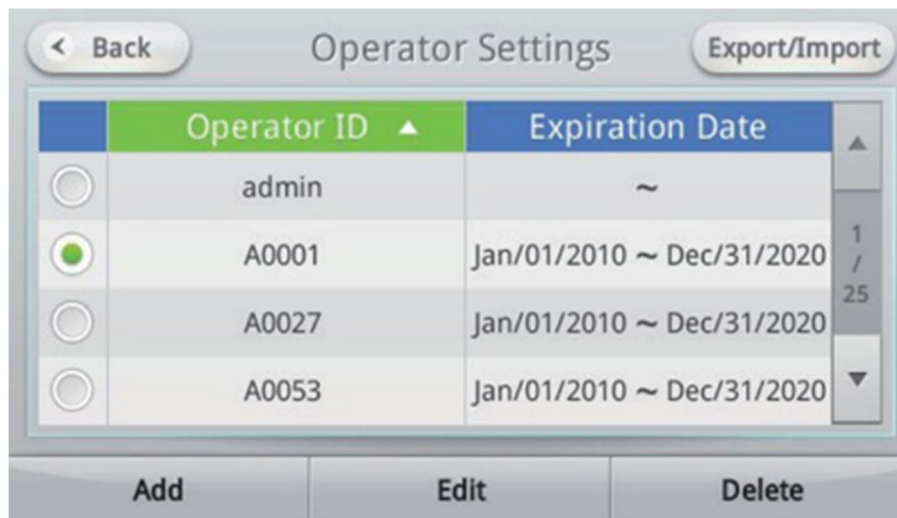 < Back Operator Settings Export/Import
Operator ID ▲ Expiration Date
admin ~
A0001 Jan/01/2010 ~ Dec/31/2020
A0027 Jan/01/2010 ~ Dec/31/2020
A0053 Jan/01/2010 ~ Dec/31/2020
1
/
25
Add Edit Delete